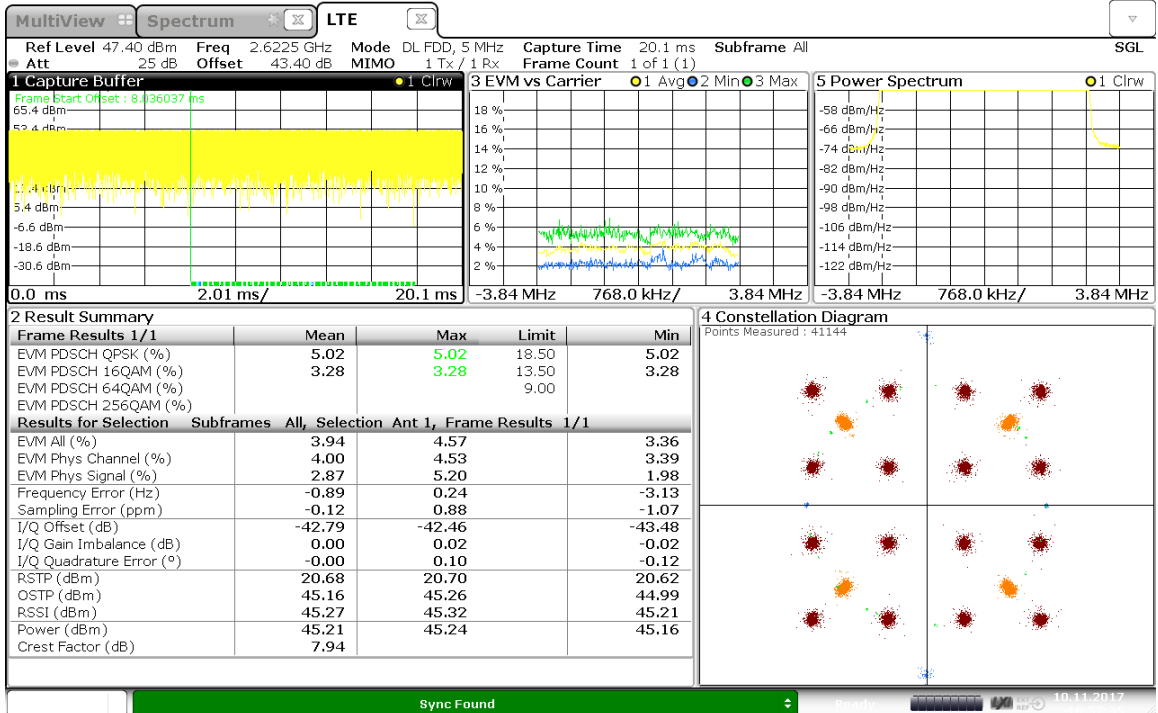 MultiView Spectrum LTE
Ref Level 47.40 dBm Freq 2.6225 GHz Mode DL FDD, 5 MHz Capture Time 20.1 ms Subframe All SGL
Att 25 dB Offset 43.40 dB MIMO 1 Tx / 1 Rx Frame Count 1 of 1 (1)
1 Capture Buffer 1 Clrw
Frame Start Offset : 8.036037 ms
65.4 dBm
53.4 dBm
5.4 dBm
-6.6 dBm
-18.6 dBm
-30.6 dBm
0.0 ms 2.01 ms/ 20.1 ms
3 EVM vs Carrier 1 Avg 2 Min 3 Max
18 %
16 %
14 %
12 %
10 %
8 %
6 %
4 %
2 %
-3.84 MHz 768.0 kHz/ 3.84 MHz
5 Power Spectrum 1 Clrw
-58 dBm/Hz
-66 dBm/Hz
-74 dBm/Hz
-82 dBm/Hz
-90 dBm/Hz
-98 dBm/Hz
-106 dBm/Hz
-114 dBm/Hz
-122 dBm/Hz
-3.84 MHz 768.0 kHz/ 3.84 MHz
2 Result Summary
Frame Results 1/1 Mean Max Limit Min
EVM PDSCH QPSK (%) 5.02 5.02 18.50 5.02
EVM PDSCH 16QAM (%) 3.28 3.28 13.50 3.28
EVM PDSCH 64QAM (%) 9.00
EVM PDSCH 256QAM (%)
Results for Selection Subframes All, Selection Ant 1, Frame Results 1/1
EVM All (%) 3.94 4.57 3.36
EVM Phys Channel (%) 4.00 4.53 3.39
EVM Phys Signal (%) 2.87 5.20 1.98
Frequency Error (Hz) -0.89 0.24 -3.13
Sampling Error (ppm) -0.12 0.88 -1.07
I/Q Offset (dB) -42.79 -42.46 -43.48
I/Q Gain Imbalance (dB) 0.00 0.02 -0.02
I/Q Quadrature Error (°) -0.00 0.10 -0.12
RSTP (dBm) 20.68 20.70 20.62
OSTP (dBm) 45.16 45.26 44.99
RSSI (dBm) 45.27 45.32 45.21
Power (dBm) 45.21 45.24 45.16
Crest Factor (dB) 7.94
4 Constellation Diagram
Points Measured : 41144
Sync Found
Ready
LXI
EXT
REF
10.11.2017